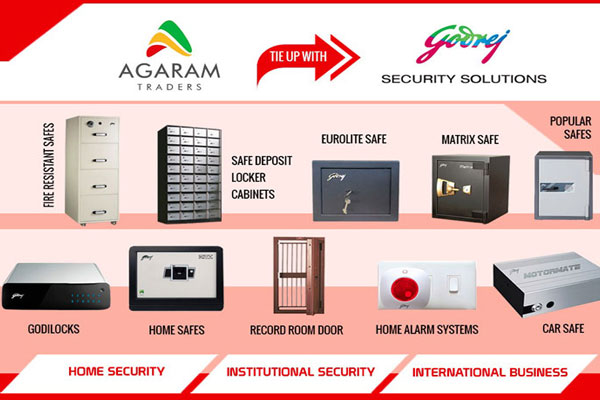 AGARAM
TRADERS
TIE UP WITH
Godrej
SECURITY SOLUTIONS
FIRE RESISTANT SAFES
SAFE DEPOSIT
LOCKER
CABINETS
EUROLITE SAFE
MATRIX SAFE
POPULAR
SAFES
Godrej
GODILOCKS
HOME SAFES
RECORD ROOM DOOR
HOME ALARM SYSTEMS
MOTORMATE
CAR SAFE
HOME SECURITY
INSTITUTIONAL SECURITY
INTERNATIONAL BUSINESS